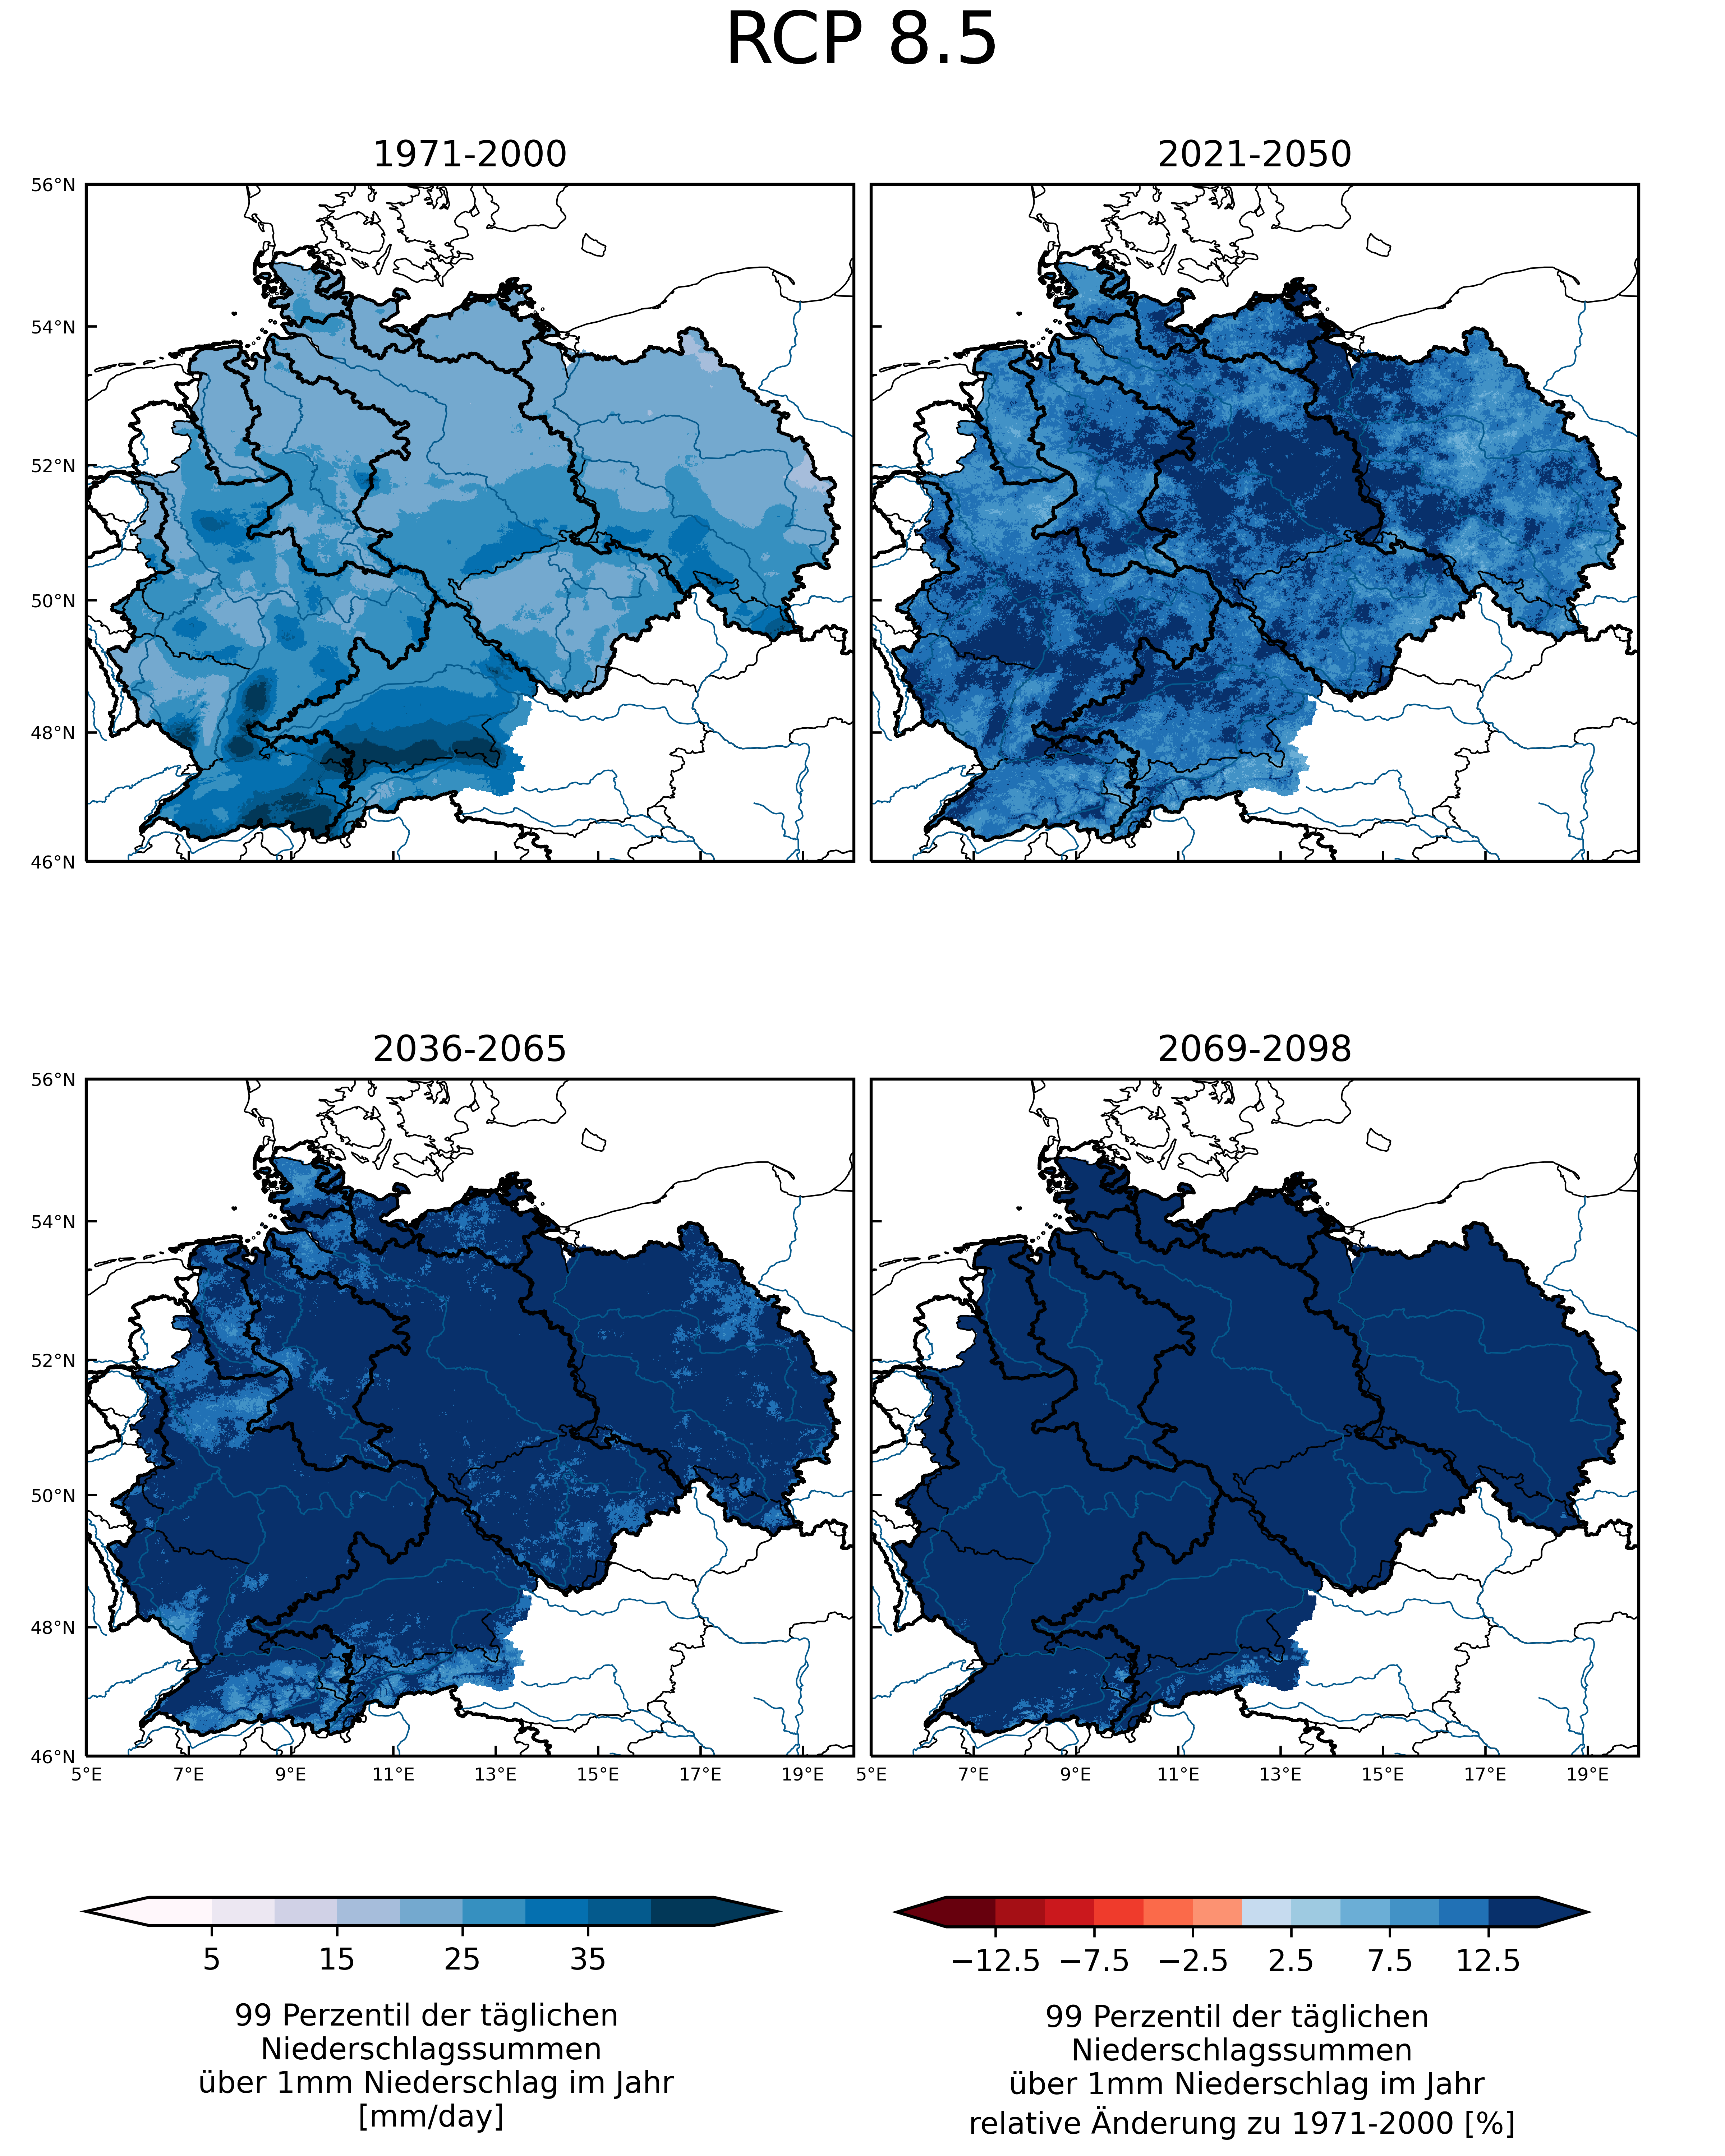 RCP 8.5
1971-2000
2021-2050
56°N
54°N
52°N
50°N
48°N
46°N
2036-2065
2069-2098
56°N
54°N
52°N
50°N
48°N
46°N
5°E 7°E 9°E 11°E 13°E 15°E 17°E 19°E
5°E 7°E 9°E 11°E 13°E 15°E 17°E 19°E
5 15 25 35
99 Perzentil der täglichen
Niederschlagssummen
über 1mm Niederschlag im Jahr
[mm/day]
−12.5 −7.5 −2.5 2.5 7.5 12.5
99 Perzentil der täglichen
Niederschlagssummen
über 1mm Niederschlag im Jahr
relative Änderung zu 1971-2000 [%]